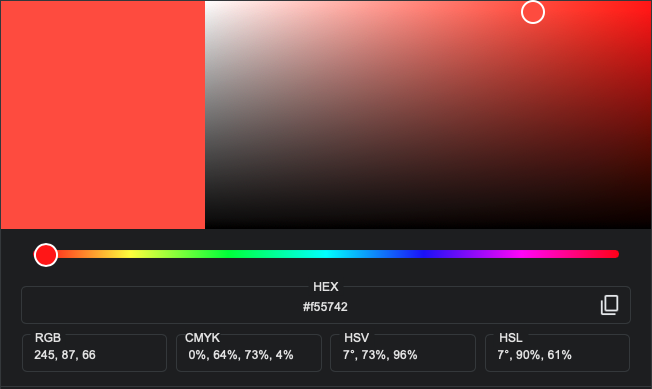 HEX
#f55742
RGB
245, 87, 66
CMYK
0%, 64%, 73%, 4%
HSV
7°, 73%, 96%
HSL
7°, 90%, 61%